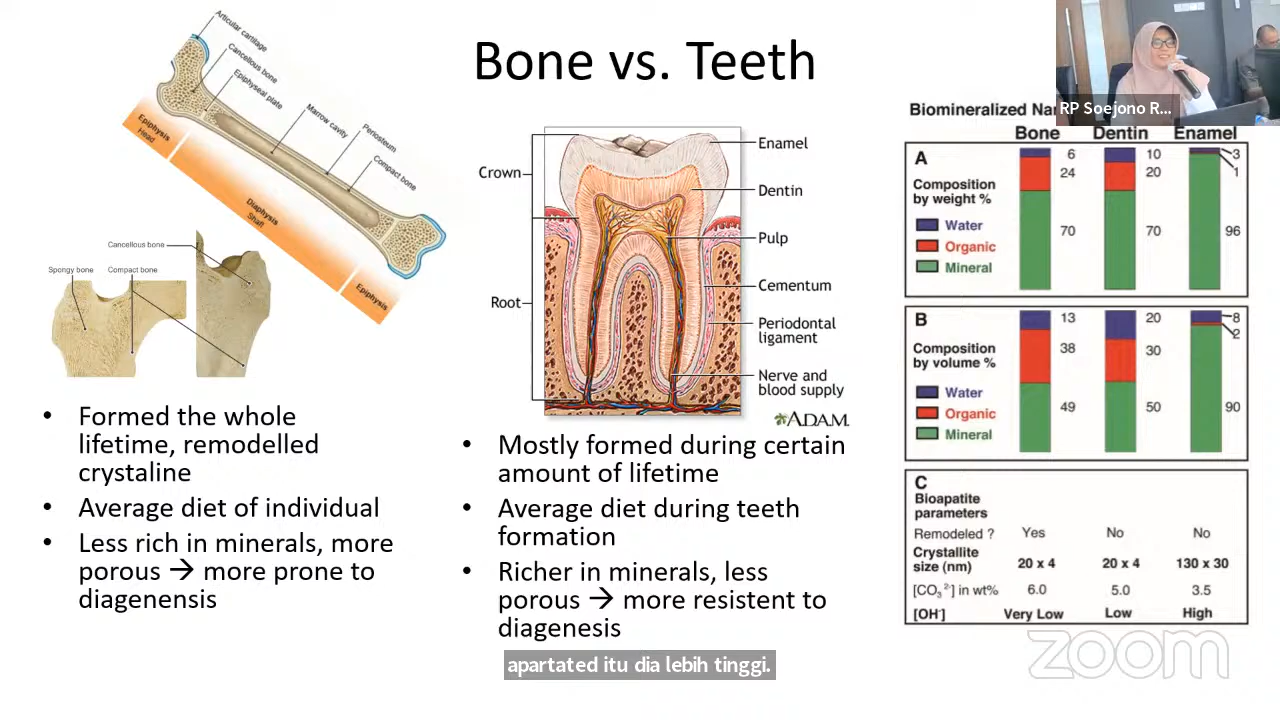 Bone vs. Teeth
RP Soejono R...
Articular cartilage
Cancellous bone
Epiphyseal plate
Marrow cavity
Periosteum
Compact bone
Epiphysis
Head
Diaphysis
Shaft
Epiphysis
Cancellous bone
Spongy bone
Compact bone
Crown
Root
Enamel
Dentin
Pulp
Cementum
Periodontal
ligament
Nerve and
blood supply
ADAM.
Biomineralized
Bone Dentin Enamel
A
Composition
by weight %
Water
Organic
Mineral
6 10 3
24 20 1
70 70 96
B
Composition
by volume %
Water
Organic
Mineral
13 20 8
38 30 2
49 50 90
C
Bioapatite
parameters
Remodeled ? Yes No No
Crystallite
size (nm) 20 x 4 20 x 4 130 x 30
[CO₃²⁻] in wt% 6.0 5.0 3.5
[OH⁻] Very Low Low High
• Formed the whole
lifetime, remodelled
crystaline
• Average diet of individual
• Less rich in minerals, more
porous → more prone to
diagenensis
• Mostly formed during certain
amount of lifetime
• Average diet during teeth
formation
• Richer in minerals, less
porous → more resistent to
diagenesis
apartated itu dia lebih tinggi.
zoom